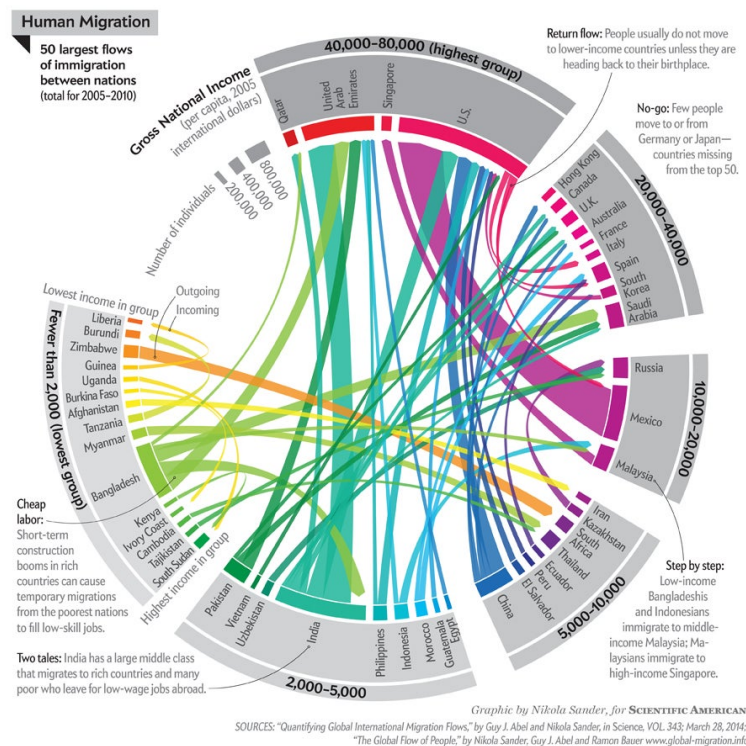 Human Migration
50 largest flows
of immigration
between nations
(total for 2005–2010)
Gross National Income
(per capita, 2005
international dollars)
Number of individuals
200,000
400,000
800,000
40,000–80,000 (highest group)
Qatar
United
Arab
Emirates
Singapore
U.S.
Return flow: People usually do not move
to lower-income countries unless they are
heading back to their birthplace.
No-go: Few people
move to or from
Germany or Japan—
countries missing
from the top 50.
20,000–40,000
Hong Kong
Canada
U.K.
Australia
France
Italy
Spain
South
Korea
Saudi
Arabia
10,000–20,000
Russia
Mexico
Malaysia
Step by step:
Low-income
Bangladeshis
and Indonesians
immigrate to middle-
income Malaysia; Ma-
laysians immigrate to
high-income Singapore.
5,000–10,000
Iran
Kazakhstan
South
Africa
Thailand
Ecuador
Peru
El Salvador
China
2,000–5,000
Egypt
Guatemala
Morocco
Indonesia
Philippines
India
Uzbekistan
Vietnam
Pakistan
Fewer than 2,000 (lowest group)
Lowest income in group
Outgoing
Incoming
Liberia
Burundi
Zimbabwe
Guinea
Uganda
Burkina Faso
Afghanistan
Tanzania
Myanmar
Bangladesh
Kenya
Ivory Coast
Cambodia
Tajikistan
South Sudan
Highest income in group
Cheap
labor:
Short-term
construction
booms in rich
countries can cause
temporary migrations
from the poorest nations
to fill low-skill jobs.
Two tales: India has a large middle class
that migrates to rich countries and many
poor who leave for low-wage jobs abroad.
Graphic by Nikola Sander, for SCIENTIFIC AMERICAN
SOURCES: "Quantifying Global International Migration Flows," by Guy J. Abel and Nikola Sander, in Science, VOL. 343; March 28, 2014;
"The Global Flow of People," by Nikola Sander, Guy J. Abel and Ramon Bauer www.global-migration.info